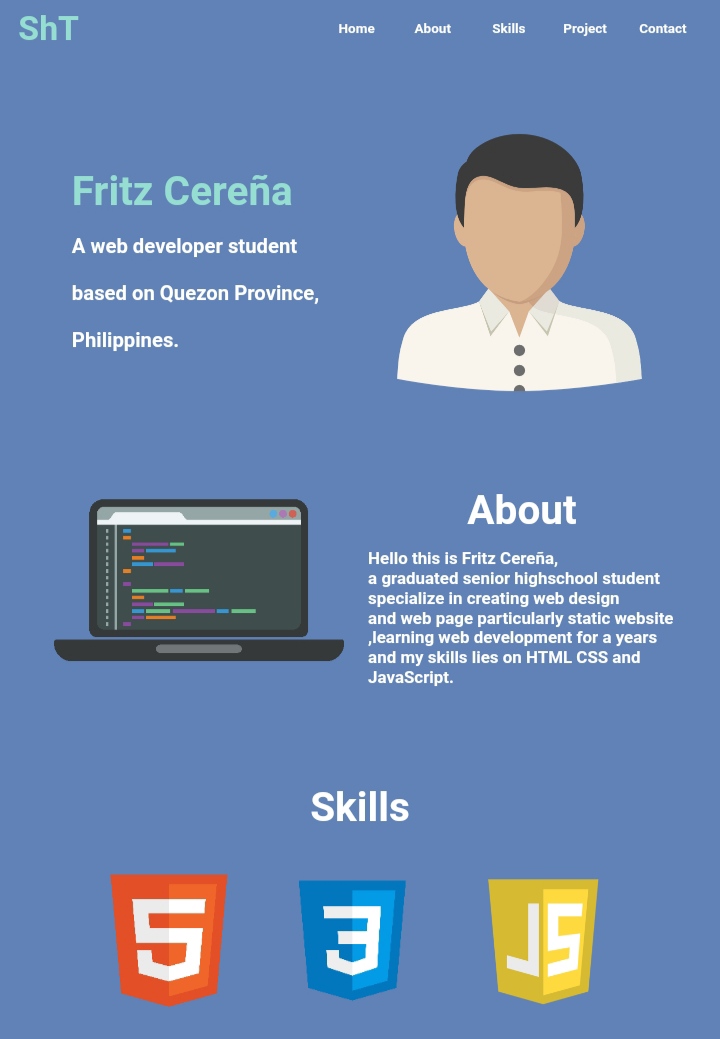 ShT
Home About Skills Project Contact
Fritz Cereña
A web developer student
based on Quezon Province,
Philippines.
About
Hello this is Fritz Cereña,
a graduated senior highschool student
specialize in creating web design
and web page particularly static website
,learning web development for a years
and my skills lies on HTML CSS and
JavaScript.
Skills
5 3 JS